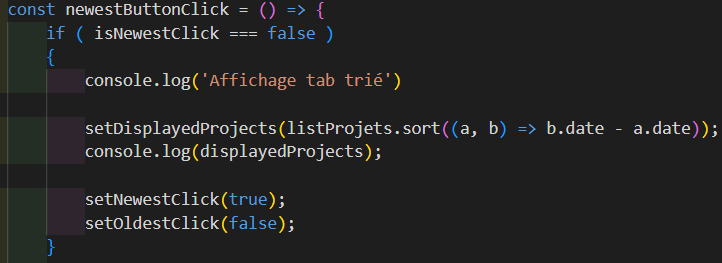 const newestButtonClick = () => {
if ( isNewestClick === false )
{
console.log('Affichage tab trié')
setDisplayedProjects(listProjets.sort((a, b) => b.date - a.date));
console.log(displayedProjects);
setNewestClick(true);
setOldestClick(false);
}